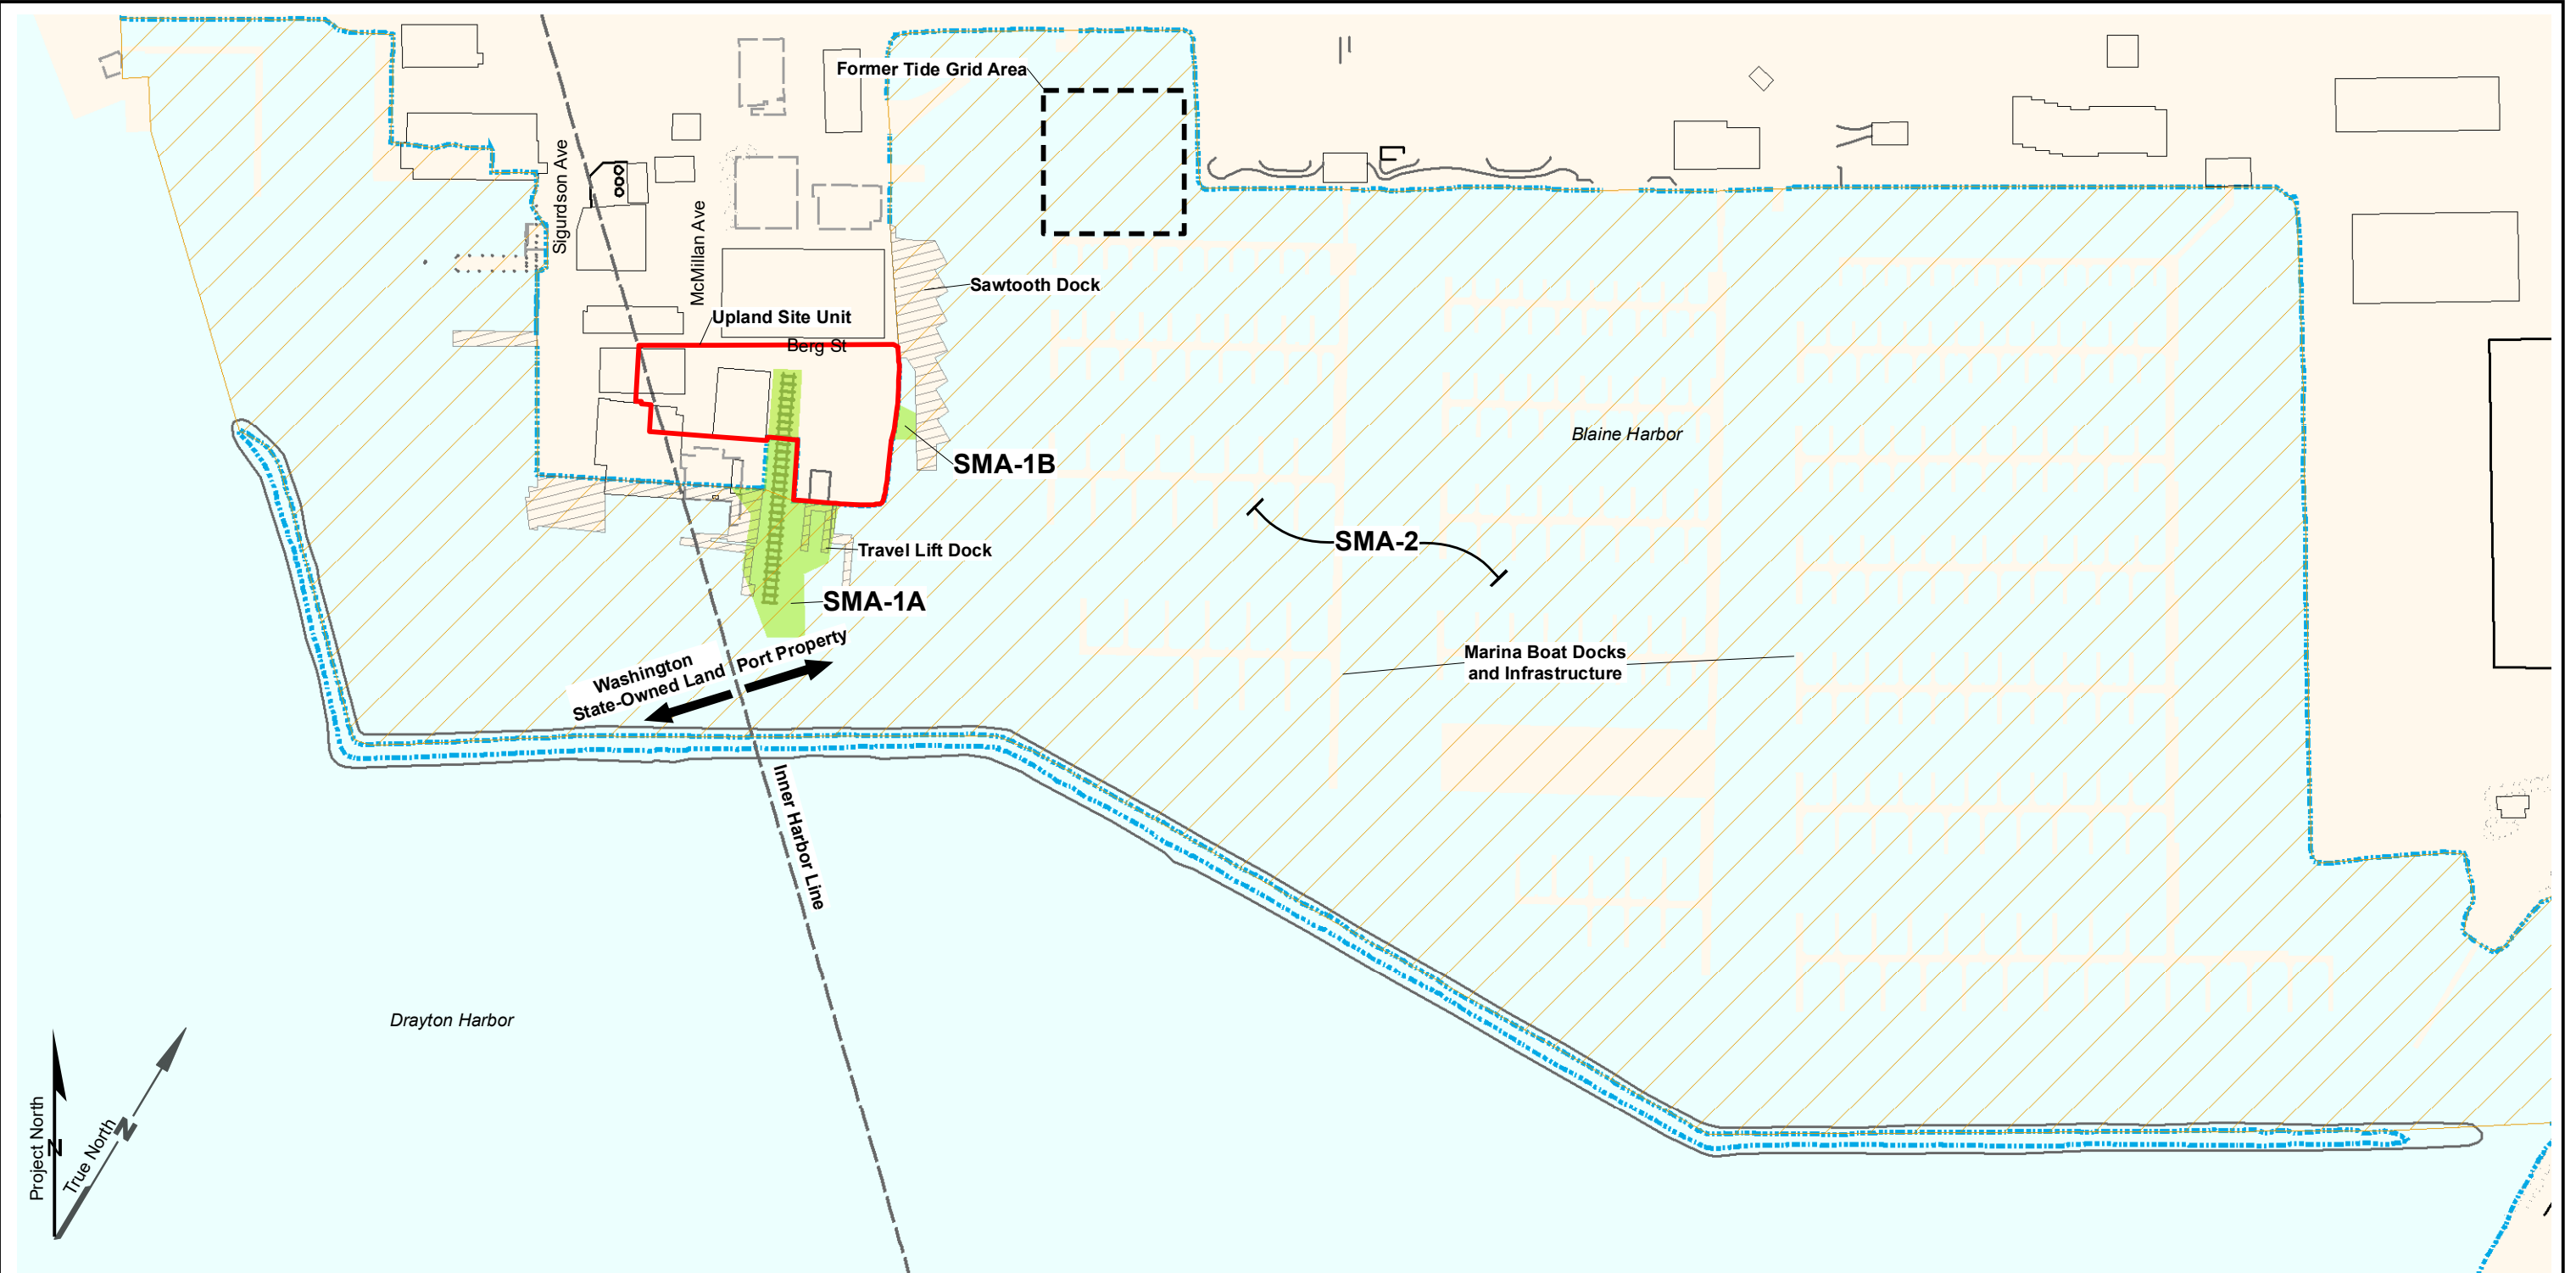 Former Tide Grid Area
Sigurdson Ave
McMillan Ave
Sawtooth Dock
Upland Site Unit
Berg St
Blaine Harbor
SMA-1B
SMA-2
Travel Lift Dock
SMA-1A
Washington
State-Owned Land
Port Property
Marina Boat Docks
and Infrastructure
Inner Harbor Line
Drayton Harbor
Project North
N
True North
N